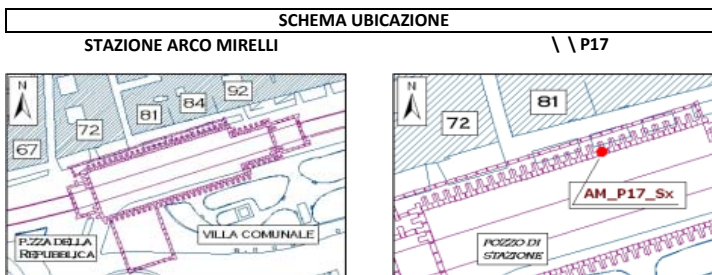 SCHEMA UBICAZIONE
STAZIONE ARCO MIRELLI
\ \ P17
N
92
84
81
72
67
P.ZZA DELLA
REPUBBLICA
VILLA COMUNALE
N
81
72
AM_P17_Sx
POZZO DI
STAZIONE